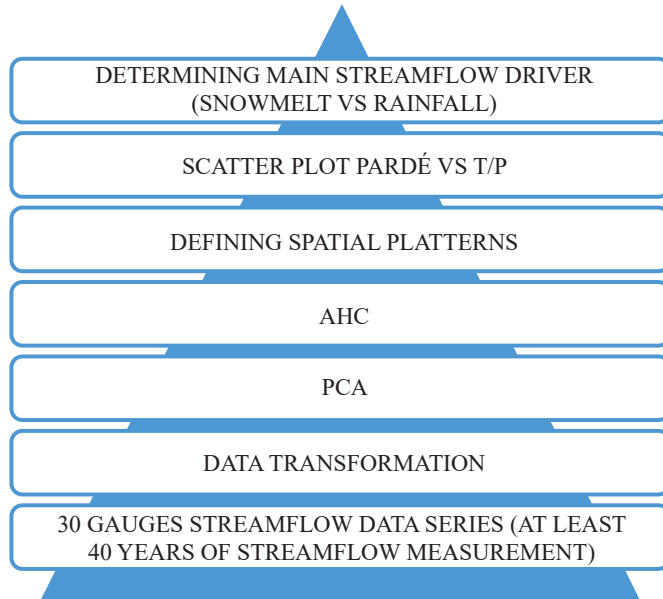 DETERMINING MAIN STREAMFLOW DRIVER
(SNOWMELT VS RAINFALL)
SCATTER PLOT PARDÉ VS T/P
DEFINING SPATIAL PLATTERNS
AHC
PCA
DATA TRANSFORMATION
30 GAUGES STREAMFLOW DATA SERIES (AT LEAST
40 YEARS OF STREAMFLOW MEASUREMENT)